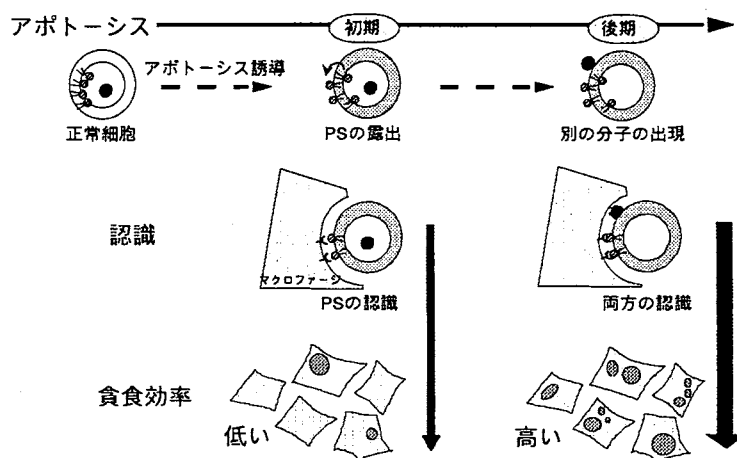 アポトーシス 初期 後期
アポトーシス誘導
正常細胞 PSの露出 別の分子の出現
認識
マクロファージ
PSの認識 両方の認識
貪食効率
低い 高い